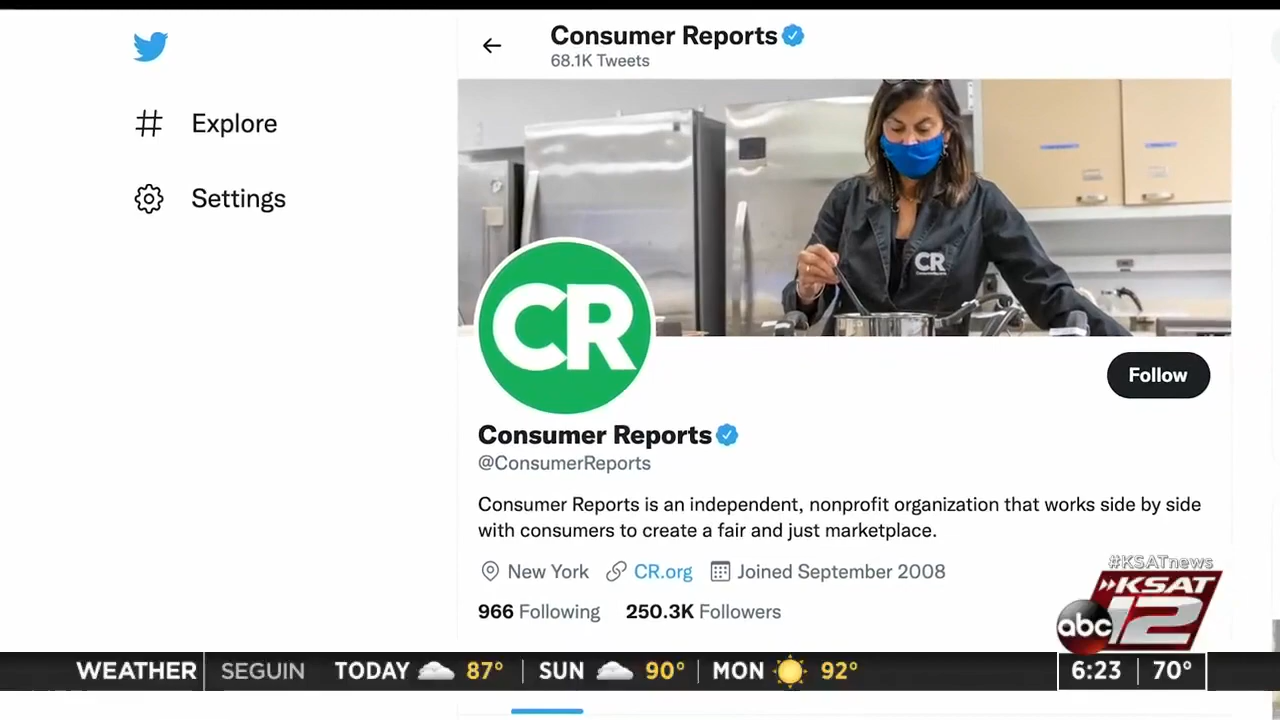 Consumer Reports
68.1K Tweets
Explore
Settings
CR
CR
Follow
Consumer Reports
@ConsumerReports
Consumer Reports is an independent, nonprofit organization that works side by side
with consumers to create a fair and just marketplace.
New York CR.org Joined September 2008
966 Following 250.3K Followers
#KSATnews
KSAT
abc 12
WEATHER SEGUIN TODAY 87° SUN 90° MON 92° 6:23 70°